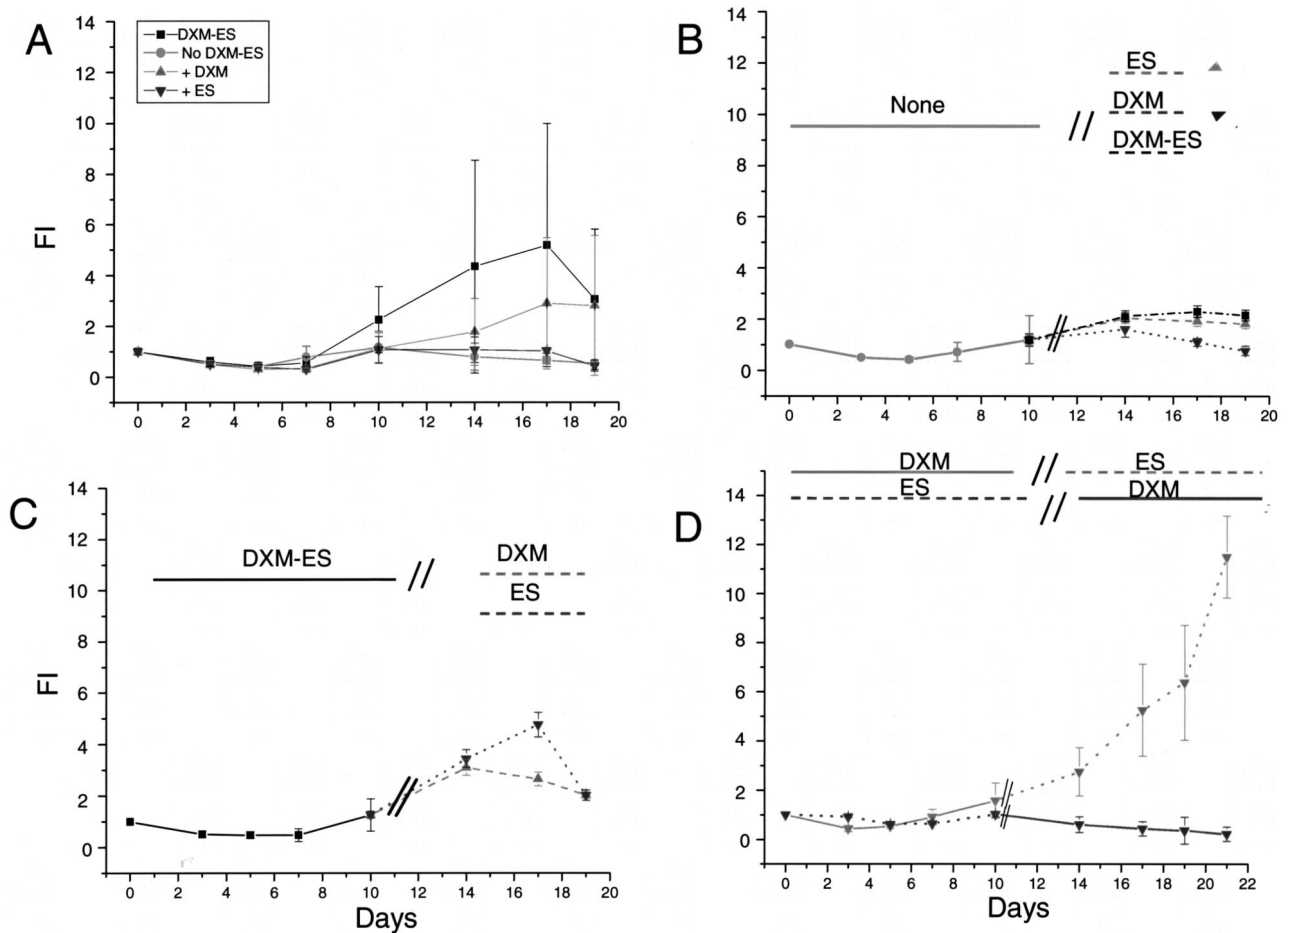 A
14
12
10
8
6
4
2
0
FI
DXM-ES
No DXM-ES
+ DXM
+ ES
0 2 4 6 8 10 12 14 16 18 20
B
14
12
10
8
6
4
2
0
None
//
ES
DXM
DXM-ES
//
0 2 4 6 8 10 12 14 16 18 20
C
14
12
10
8
6
4
2
0
FI
DXM-ES
//
DXM
ES
//
0 2 4 6 8 10 12 14 16 18 20
Days
DXM // ES
ES // DXM
D
14
12
10
8
6
4
2
0
//
0 2 4 6 8 10 12 14 16 18 20 22
Days